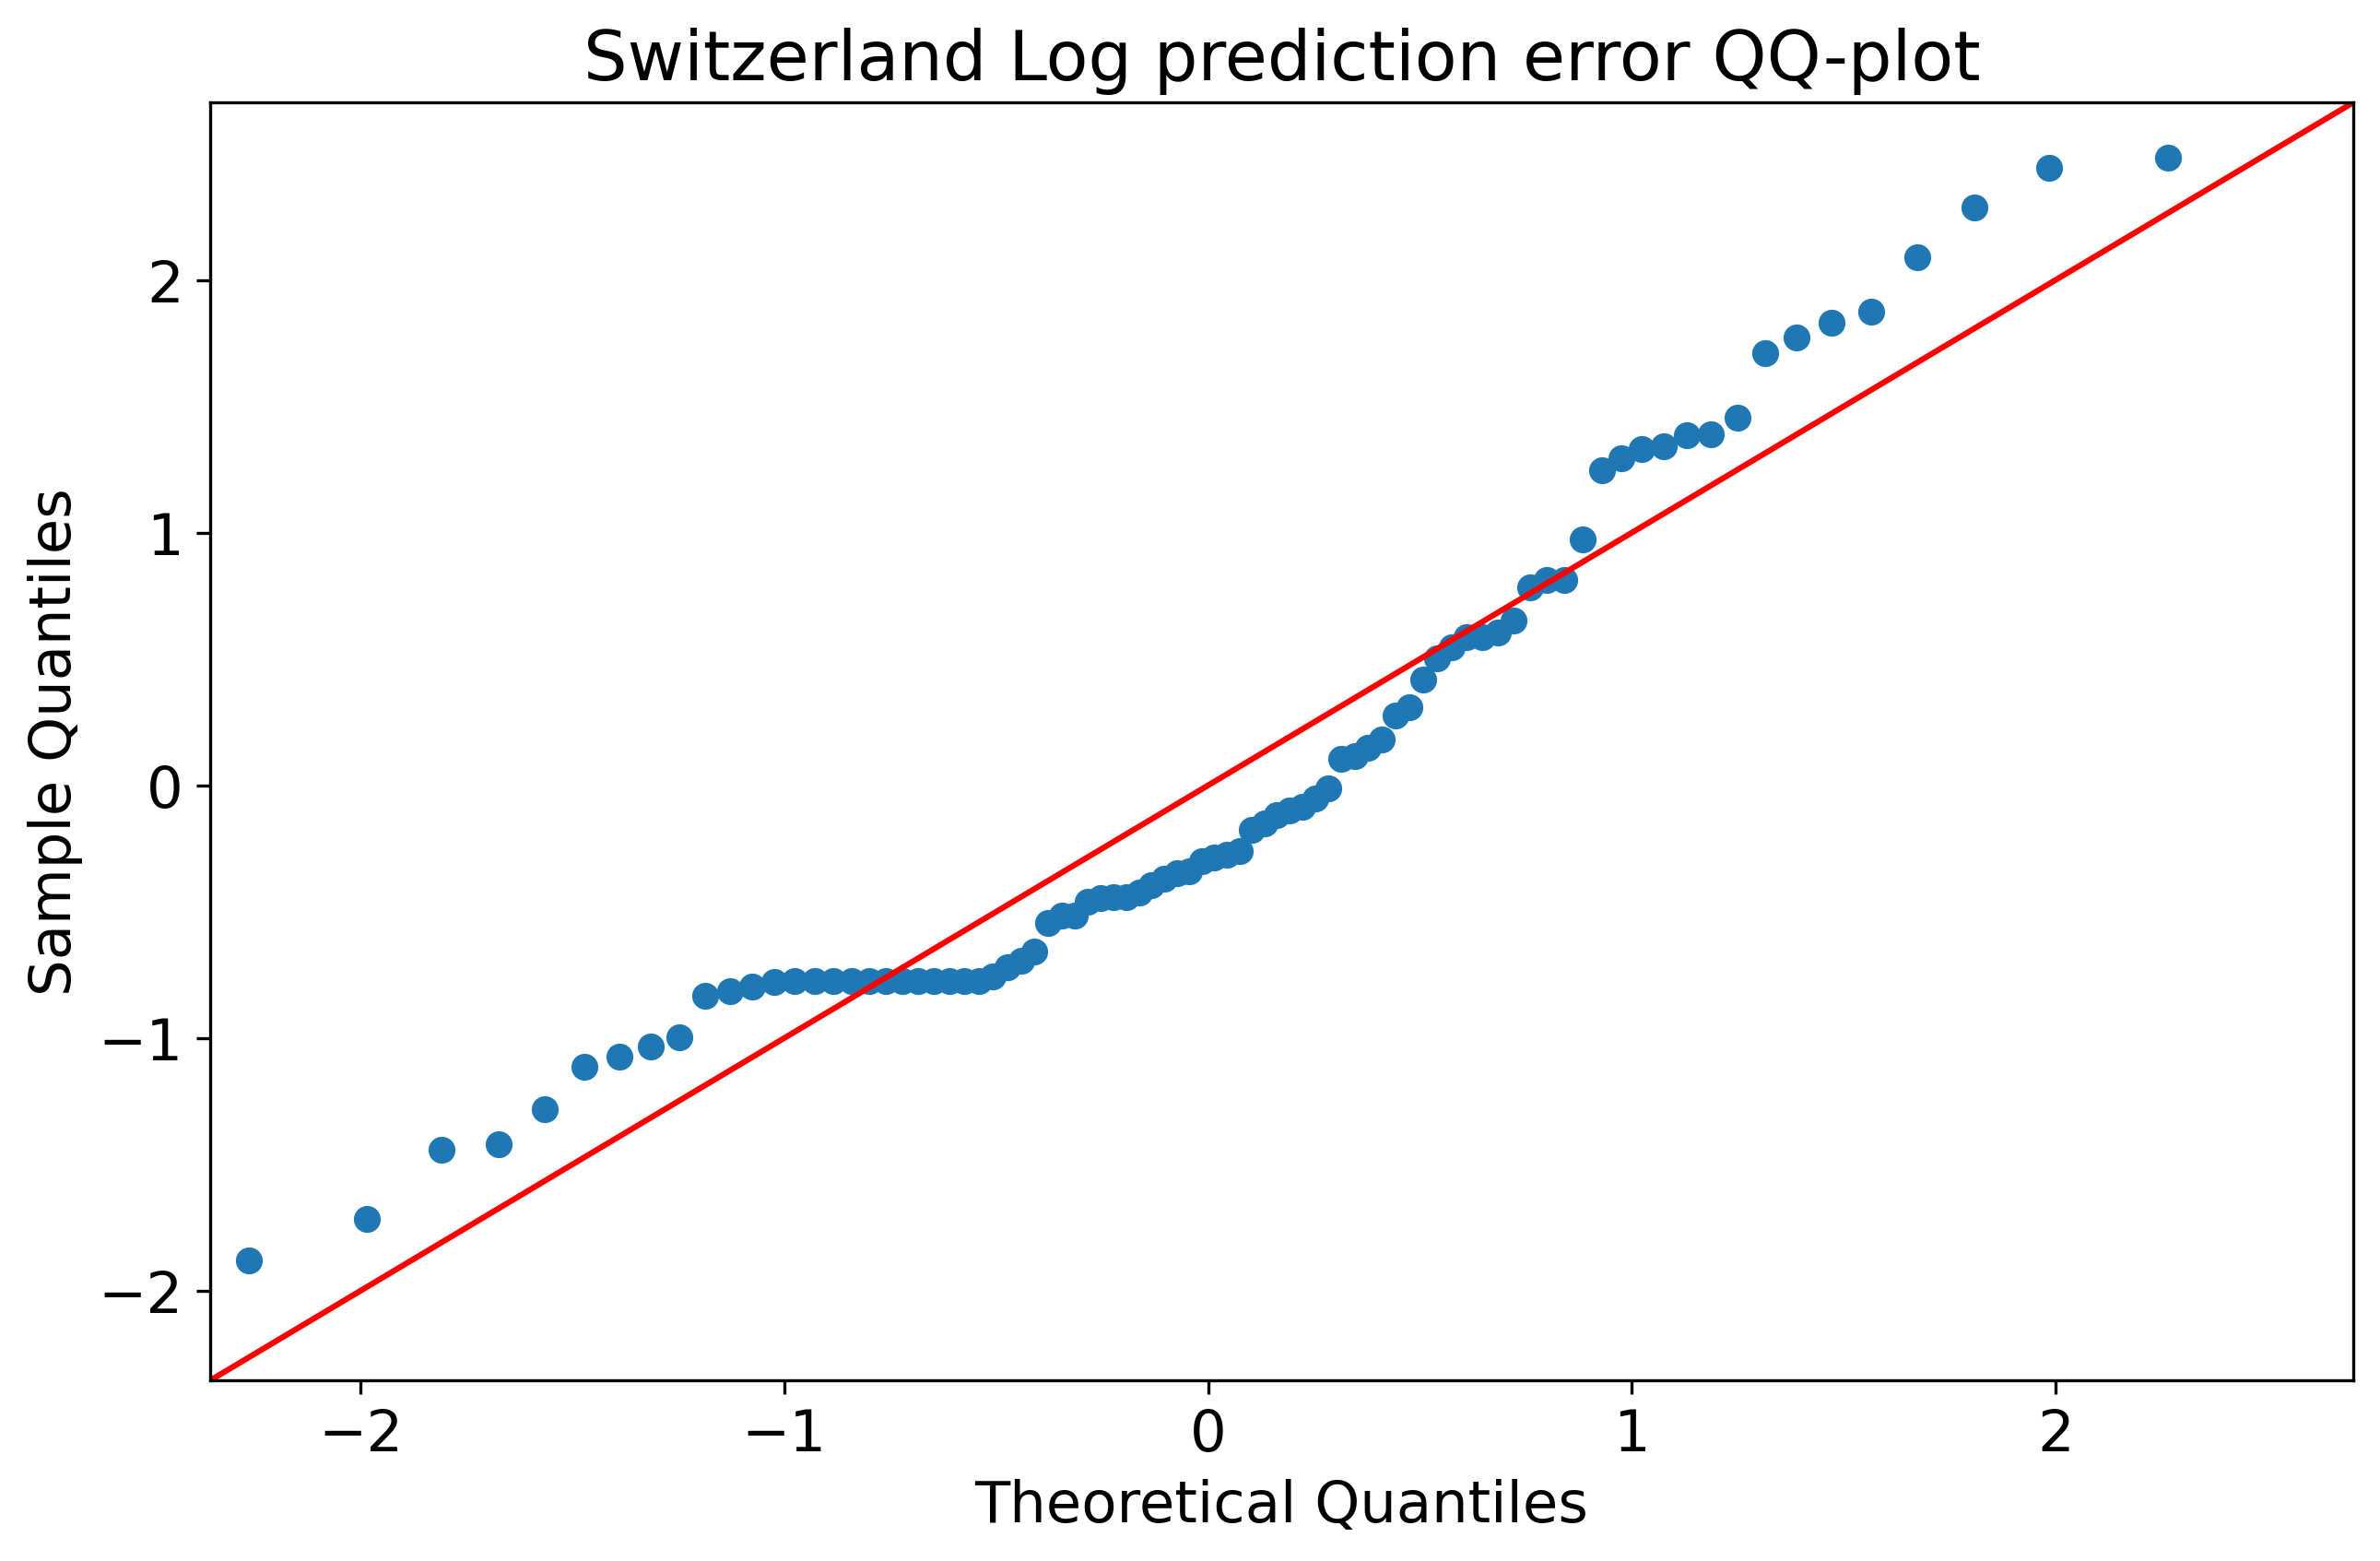 Switzerland Log prediction error QQ-plot
Sample Quantiles
2
1
0
−1
−2
−2 −1 0 1 2
Theoretical Quantiles